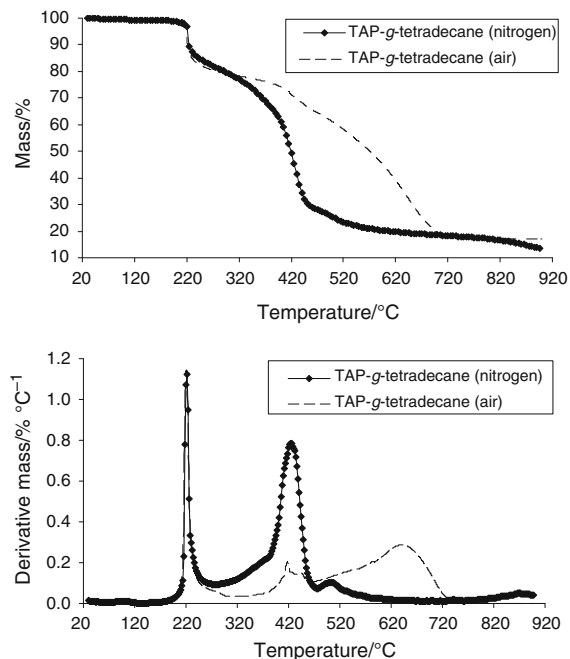 100
90
80
70
60
50
40
30
20
10
Mass/%
TAP-g-tetradecane (nitrogen)
TAP-g-tetradecane (air)
20 120 220 320 420 520 620 720 820 920
Temperature/°C
1.2
1.0
0.8
0.6
0.4
0.2
0.0
Derivative mass/% °C⁻¹
TAP-g-tetradecane (nitrogen)
TAP-g-tetradecane (air)
20 120 220 320 420 520 620 720 820 920
Temperature/°C